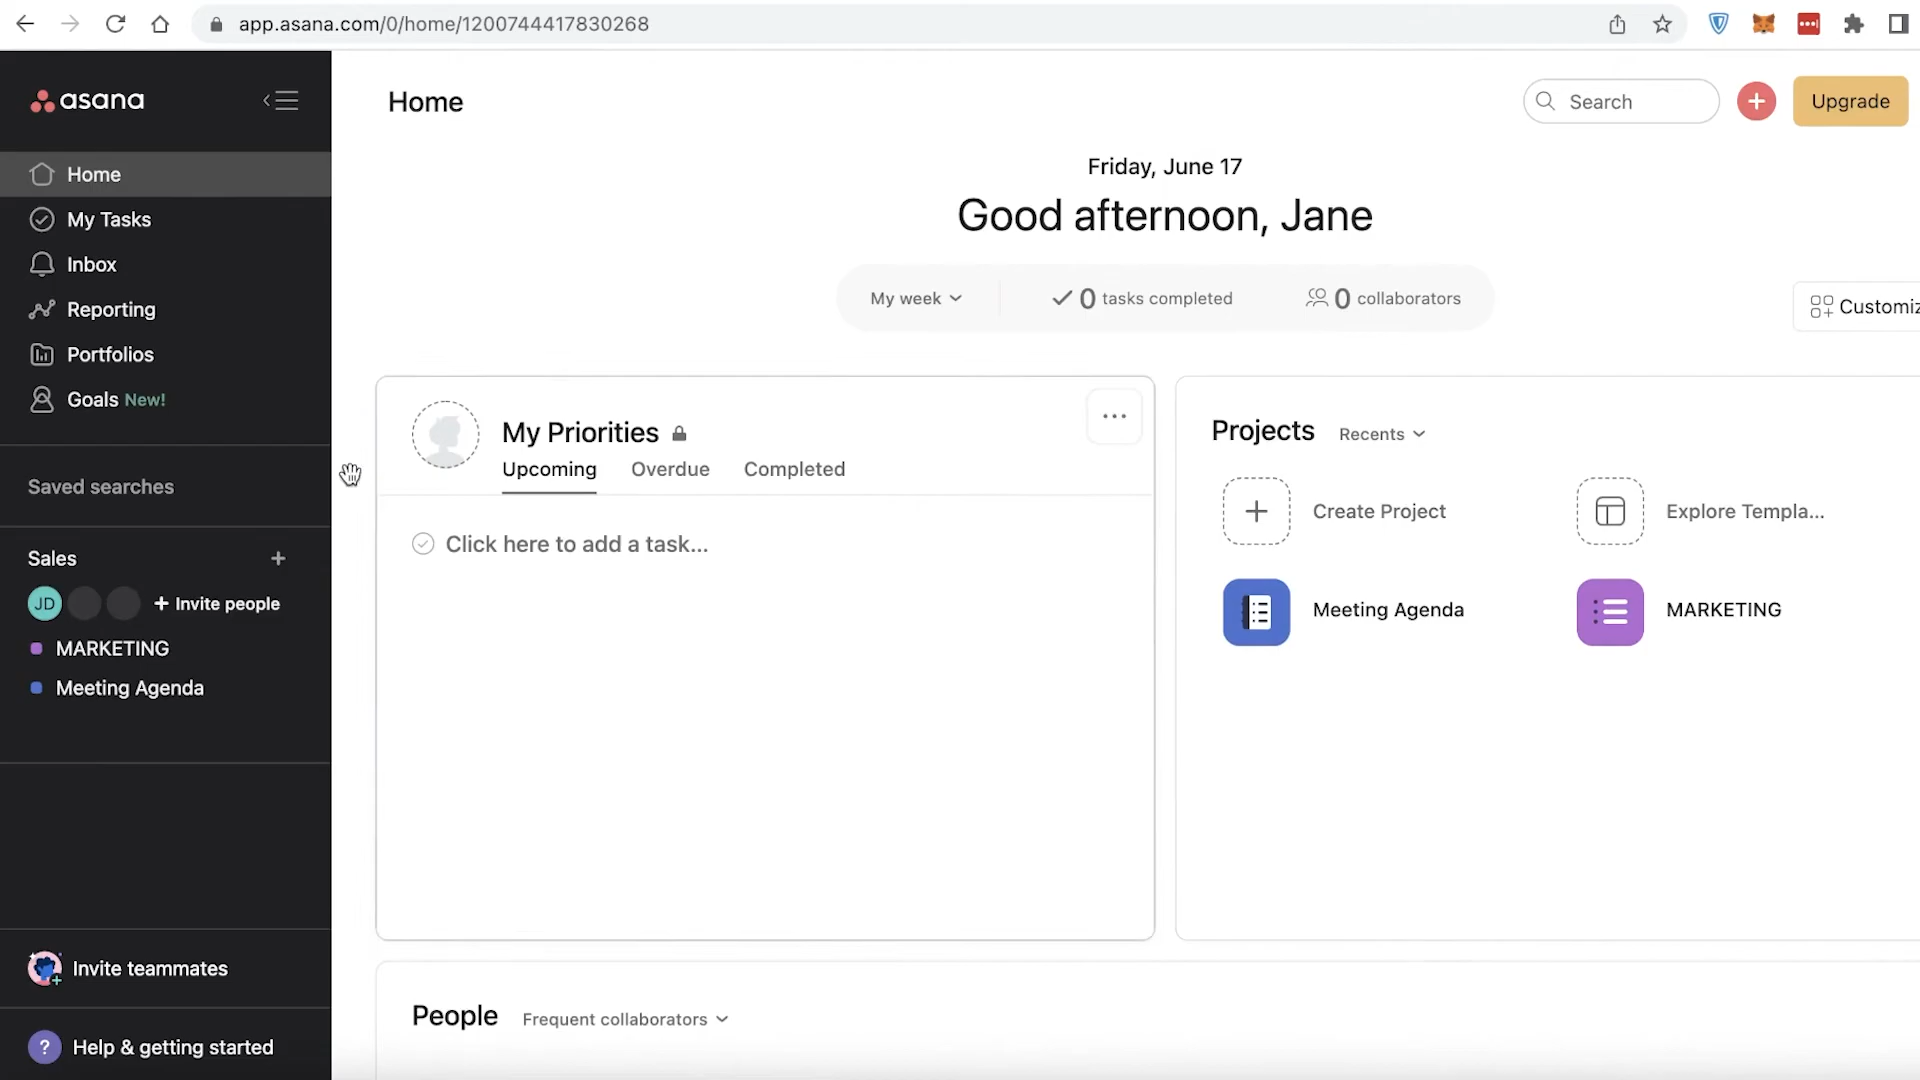 app.asana.com/0/home/1200744417830268
asana
Home
My Tasks
Inbox
Reporting
Portfolios
Goals New!
Saved searches
Sales
JD
Invite people
MARKETING
Meeting Agenda
Invite teammates
? Help & getting started
Home
Search
Upgrade
Friday, June 17
Good afternoon, Jane
My week
0 tasks completed
0 collaborators
Customiz
My Priorities
Upcoming Overdue Completed
Click here to add a task...
Projects Recents
Create Project
Explore Templa...
Meeting Agenda
MARKETING
People Frequent collaborators